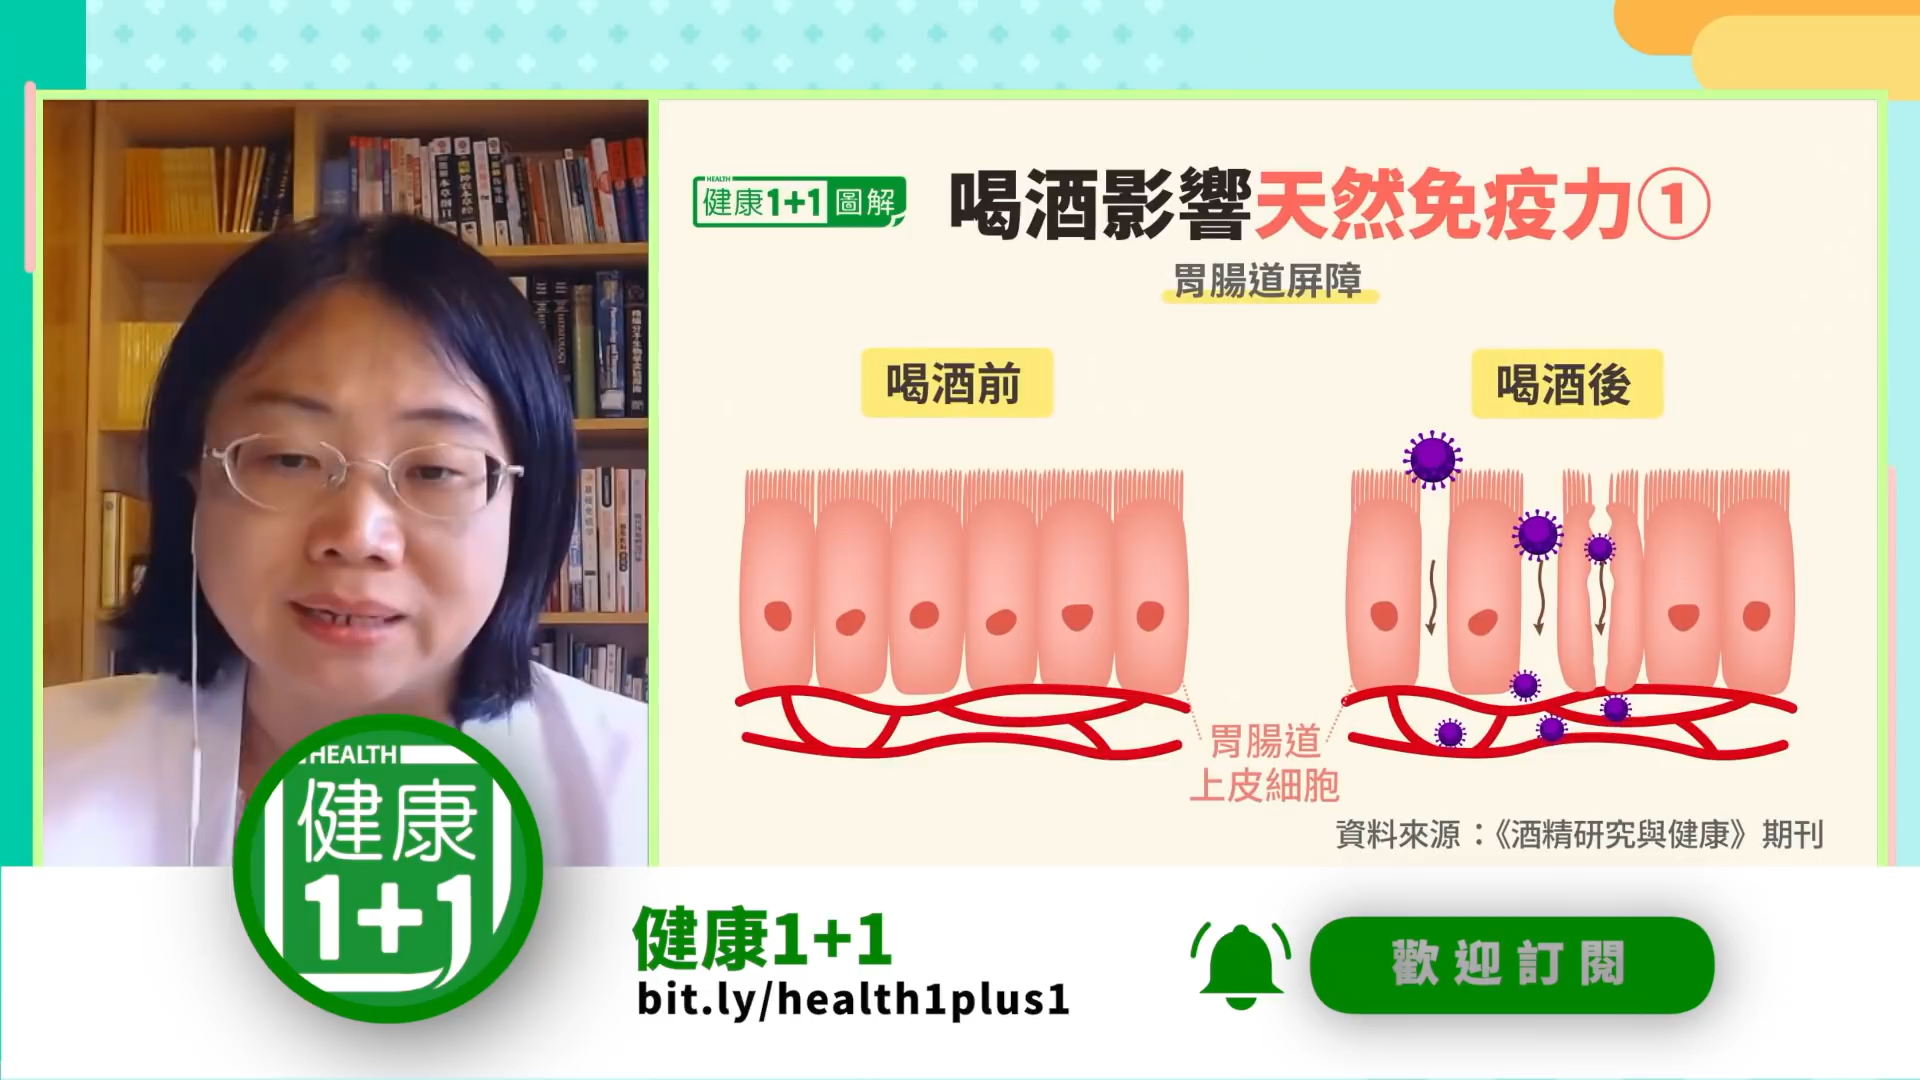 HEALTH
健康1+1圖解
喝酒影響天然免疫力①
胃腸道屏障
喝酒前
喝酒後
胃腸道
上皮細胞
資料來源：《酒精研究與健康》期刊
HEALTH
健康
1+1
健康1+1
bit.ly/health1plus1
歡迎訂閱